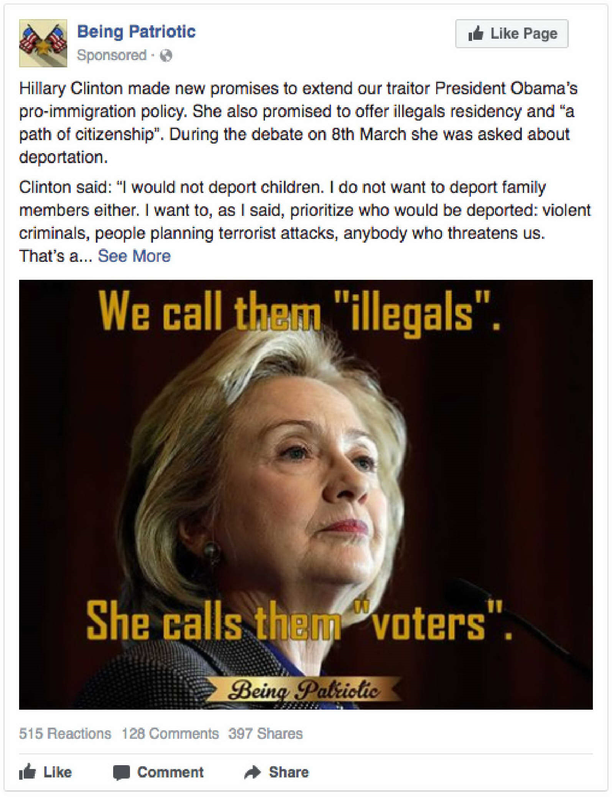 Being Patriotic
Like Page
Sponsored ·
Hillary Clinton made new promises to extend our traitor President Obama's
pro-immigration policy. She also promised to offer illegals residency and “a
path of citizenship”. During the debate on 8th March she was asked about
deportation.
Clinton said: “I would not deport children. I do not want to deport family
members either. I want to, as I said, prioritize who would be deported: violent
criminals, people planning terrorist attacks, anybody who threatens us.
That's a... See More
We call them "illegals".
She calls them "voters".
Being Patriotic
515 Reactions 128 Comments 397 Shares
Like Comment Share